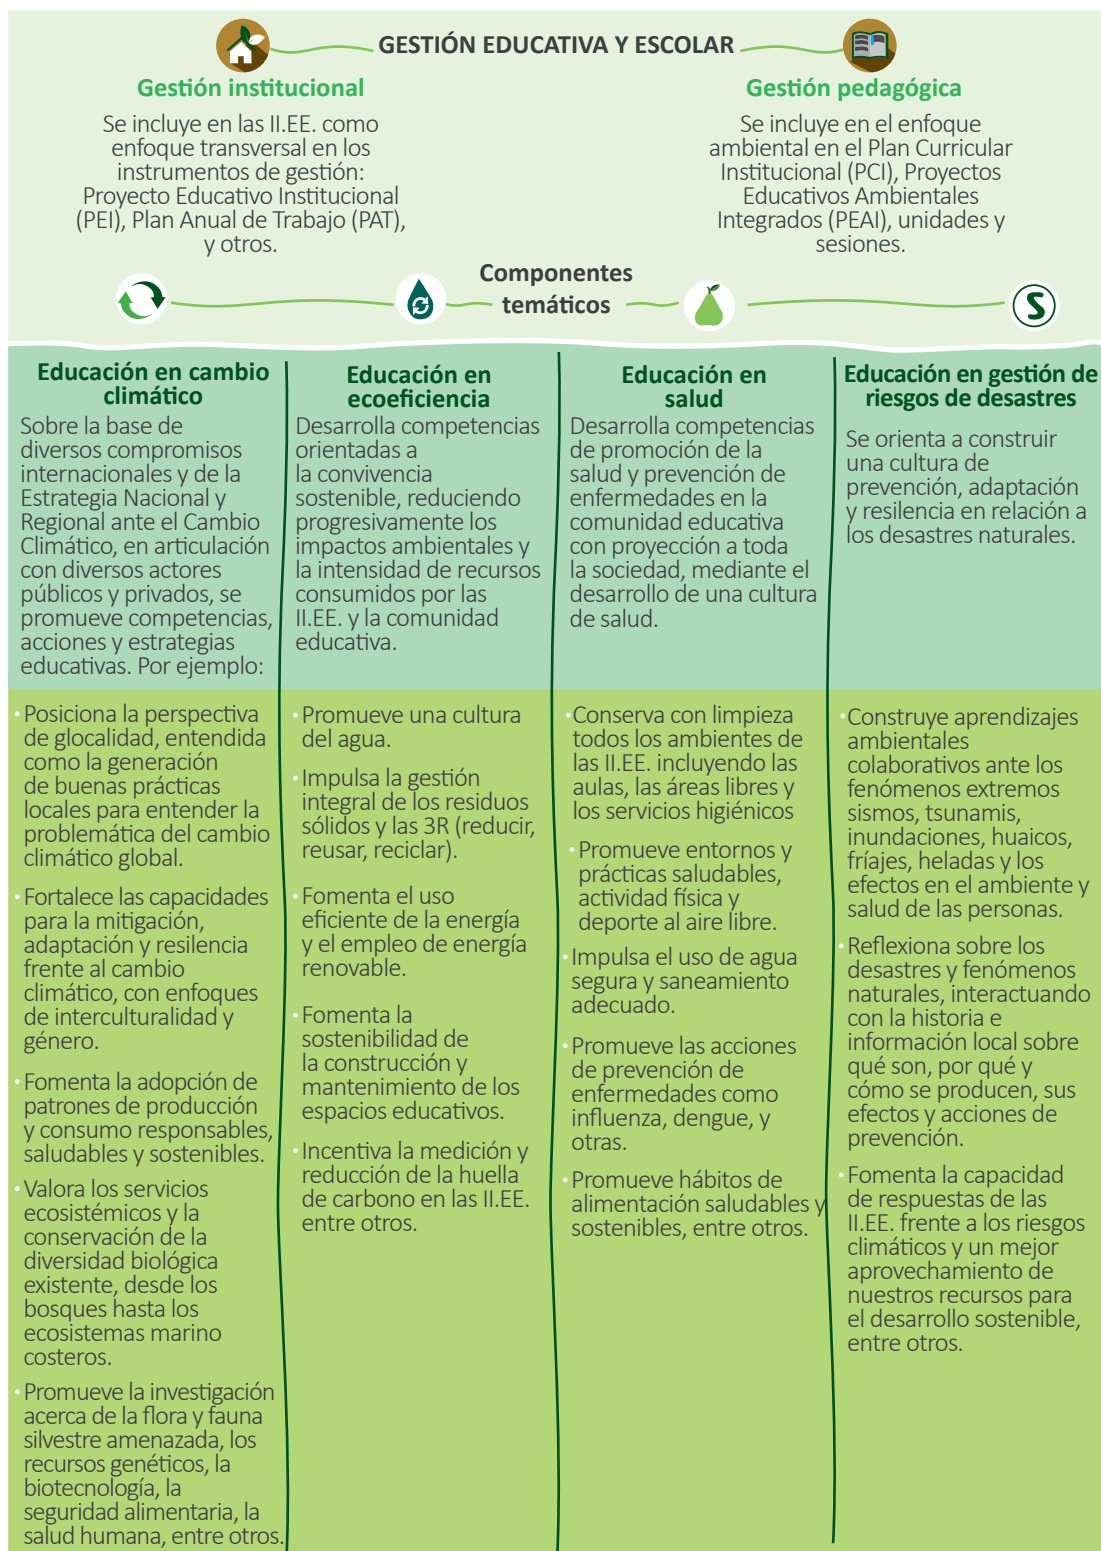 GESTIÓN EDUCATIVA Y ESCOLAR
Gestión institucional
Se incluye en las II.EE. como
enfoque transversal en los
instrumentos de gestión:
Proyecto Educativo Institucional
(PEI), Plan Anual de Trabajo (PAT),
y otros.
Gestión pedagógica
Se incluye en el enfoque
ambiental en el Plan Curricular
Institucional (PCI), Proyectos
Educativos Ambientales
Integrados (PEAI), unidades y
sesiones.
Componentes
temáticos
S
Educación en cambio
climático
Sobre la base de
diversos compromisos
internacionales y de la
Estrategia Nacional y
Regional ante el Cambio
Climático, en articulación
con diversos actores
públicos y privados, se
promueve competencias,
acciones y estrategias
educativas. Por ejemplo:
• Posiciona la perspectiva
de glocalidad, entendida
como la generación
de buenas prácticas
locales para entender la
problemática del cambio
climático global.
• Fortalece las capacidades
para la mitigación,
adaptación y resilencia
frente al cambio
climático, con enfoques
de interculturalidad y
género.
• Fomenta la adopción de
patrones de producción
y consumo responsables,
saludables y sostenibles.
• Valora los servicios
ecosistémicos y la
conservación de la
diversidad biológica
existente, desde los
bosques hasta los
ecosistemas marino
costeros.
• Promueve la investigación
acerca de la flora y fauna
silvestre amenazada, los
recursos genéticos, la
biotecnología, la
seguridad alimentaria, la
salud humana, entre otros.
Educación en
ecoeficiencia
Desarrolla competencias
orientadas a
la convivencia
sostenible, reduciendo
progresivamente los
impactos ambientales y
la intensidad de recursos
consumidos por las
II.EE. y la comunidad
educativa.
• Promueve una cultura
del agua.
• Impulsa la gestión
integral de los residuos
sólidos y las 3R (reducir,
reusar, reciclar).
• Fomenta el uso
eficiente de la energía
y el empleo de energía
renovable.
• Fomenta la
sostenibilidad de
la construcción y
mantenimiento de los
espacios educativos.
• Incentiva la medición y
reducción de la huella
de carbono en las II.EE.
entre otros.
Educación en
salud
Desarrolla competencias
de promoción de la
salud y prevención de
enfermedades en la
comunidad educativa
con proyección a toda
la sociedad, mediante el
desarrollo de una cultura
de salud.
• Conserva con limpieza
todos los ambientes de
las II.EE. incluyendo las
aulas, las áreas libres y
los servicios higiénicos
• Promueve entornos y
prácticas saludables,
actividad física y
deporte al aire libre.
• Impulsa el uso de agua
segura y saneamiento
adecuado.
• Promueve las acciones
de prevención de
enfermedades como
influenza, dengue, y
otras.
• Promueve hábitos de
alimentación saludables y
sostenibles, entre otros.
Educación en gestión de
riesgos de desastres
Se orienta a construir
una cultura de
prevención, adaptación
y resilencia en relación a
los desastres naturales.
• Construye aprendizajes
ambientales
colaborativos ante los
fenómenos extremos
sismos, tsunamis,
inundaciones, huaicos,
fríajes, heladas y los
efectos en el ambiente y
salud de las personas.
• Reflexiona sobre los
desastres y fenómenos
naturales, interactuando
con la historia e
información local sobre
qué son, por qué y
cómo se producen, sus
efectos y acciones de
prevención.
• Fomenta la capacidad
de respuestas de las
II.EE. frente a los riesgos
climáticos y un mejor
aprovechamiento de
nuestros recursos para
el desarrollo sostenible,
entre otros.